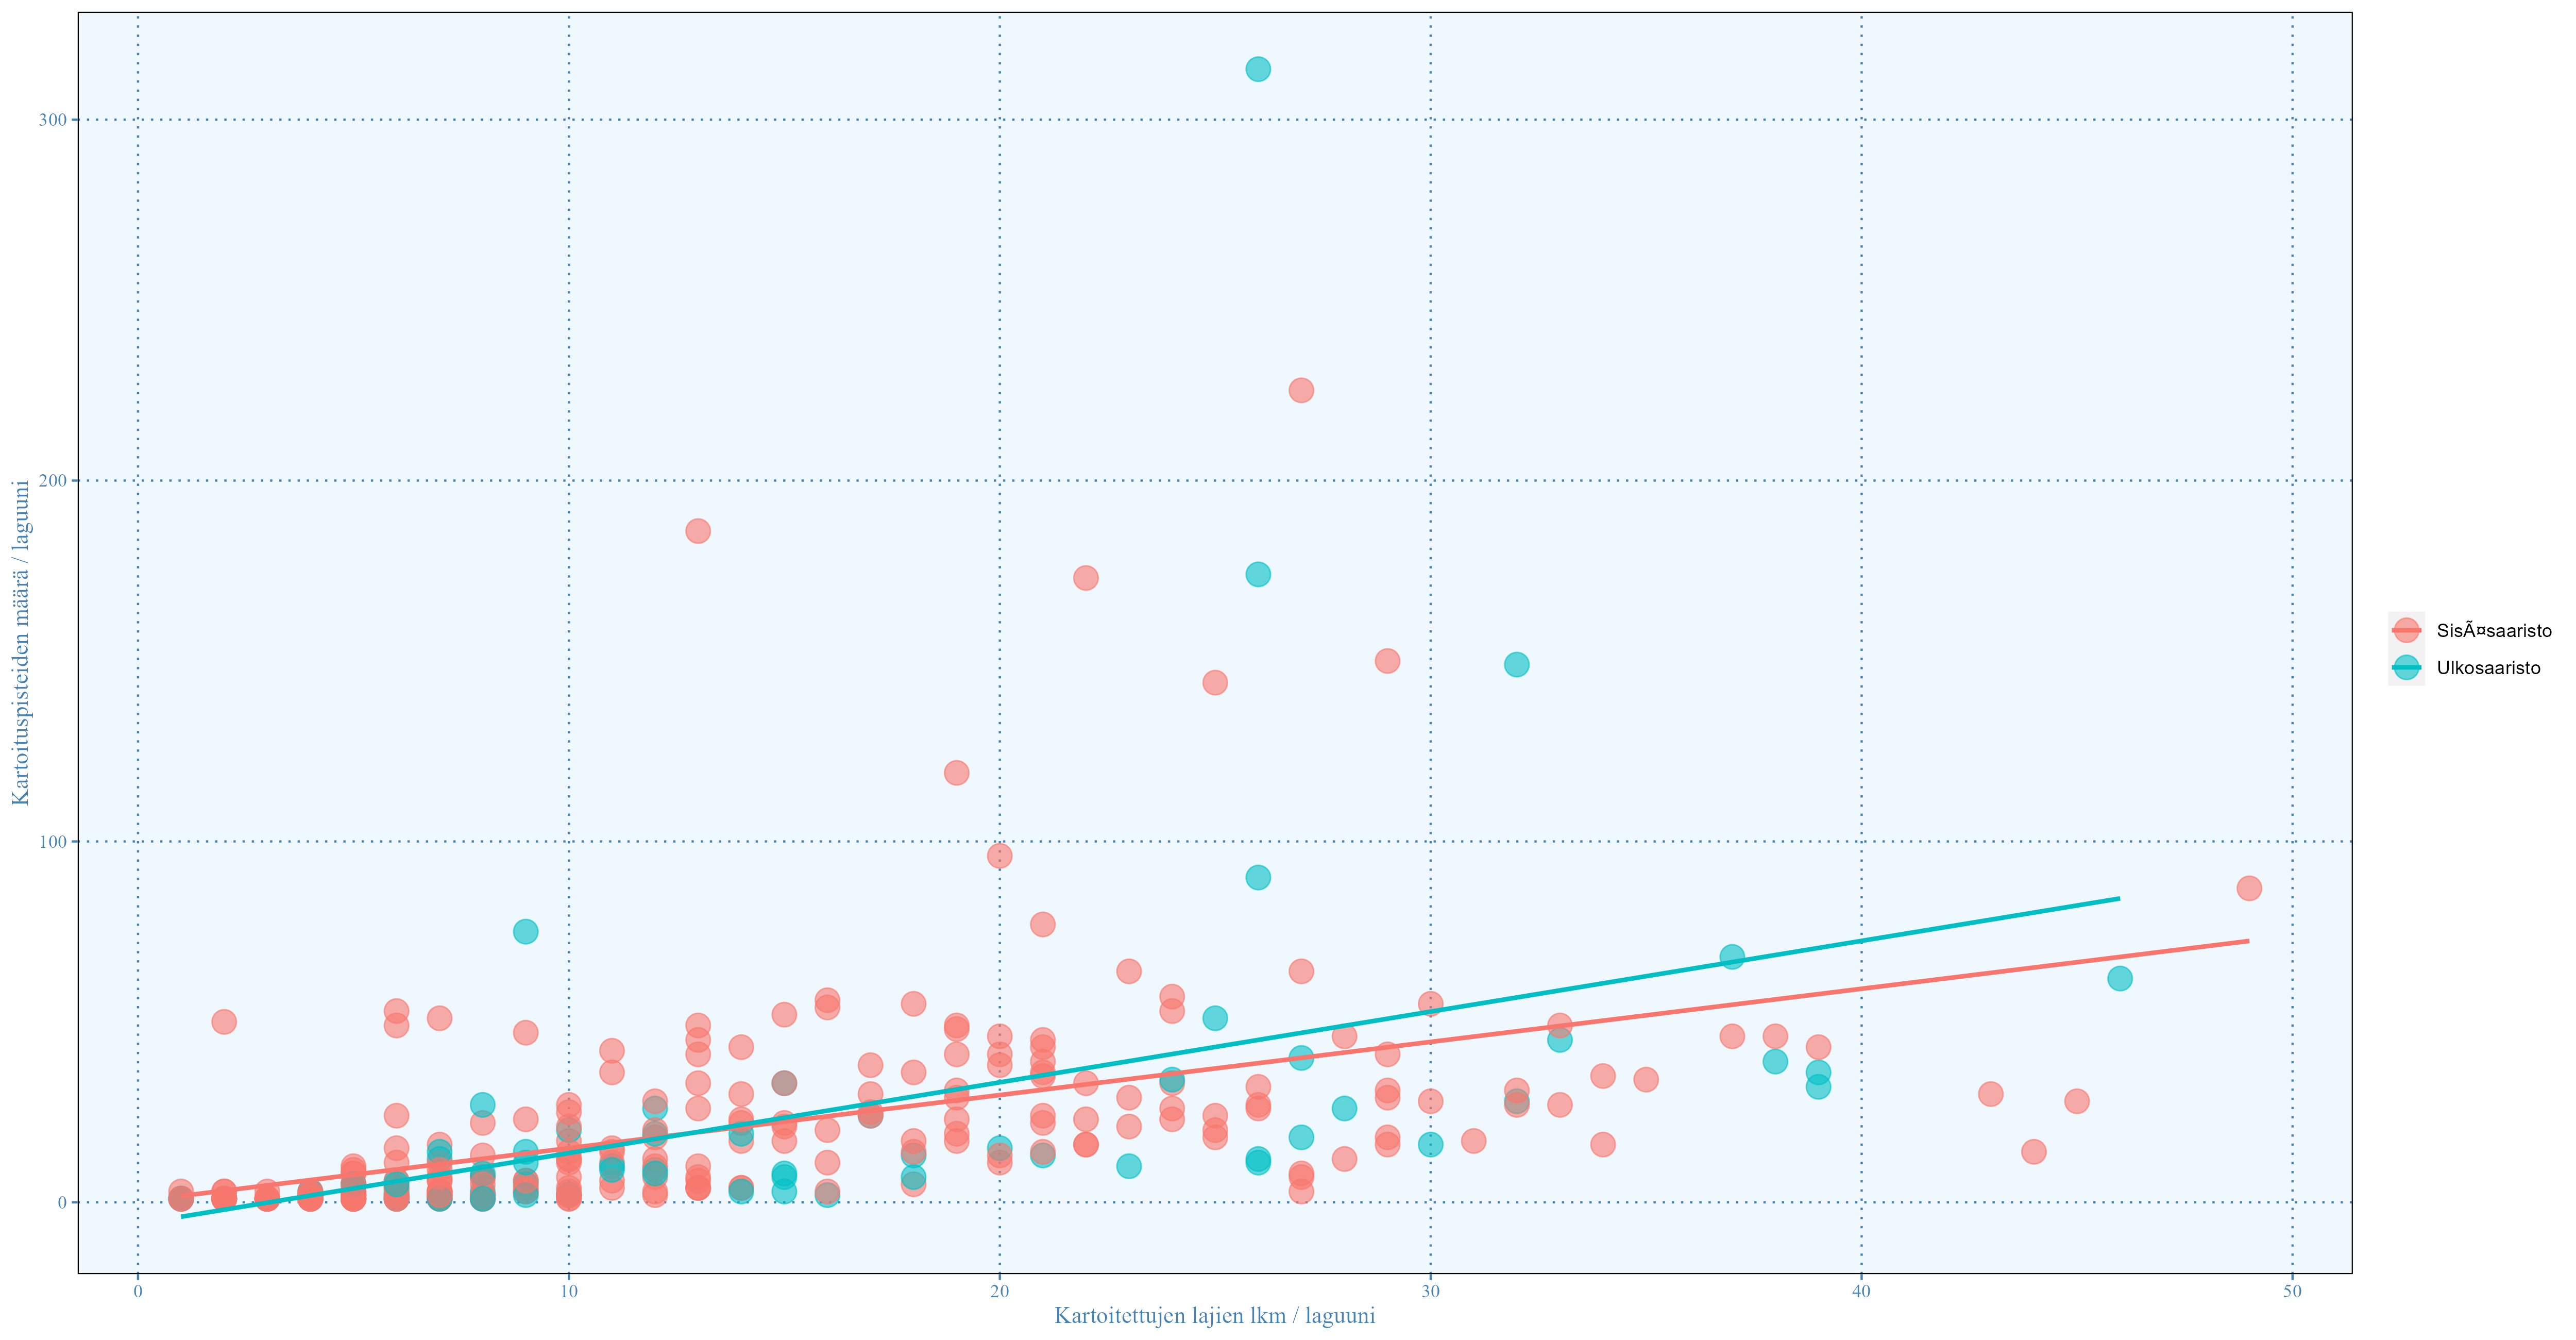 Kartoituspisteiden määrä / laguuni
300
200
100
0
0 10 20 30 40 50
Kartoitettujen lajien lkm / laguuni
SisÃ¤saaristo
Ulkosaaristo